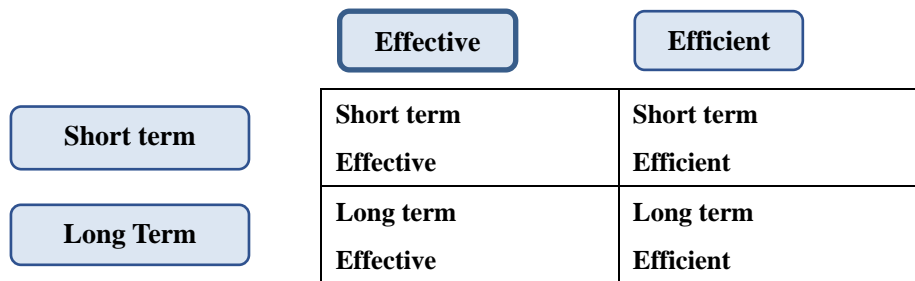 Effective
Efficient
Short term
Short term
Effective
Short term
Efficient
Long Term
Long term
Effective
Long term
Efficient